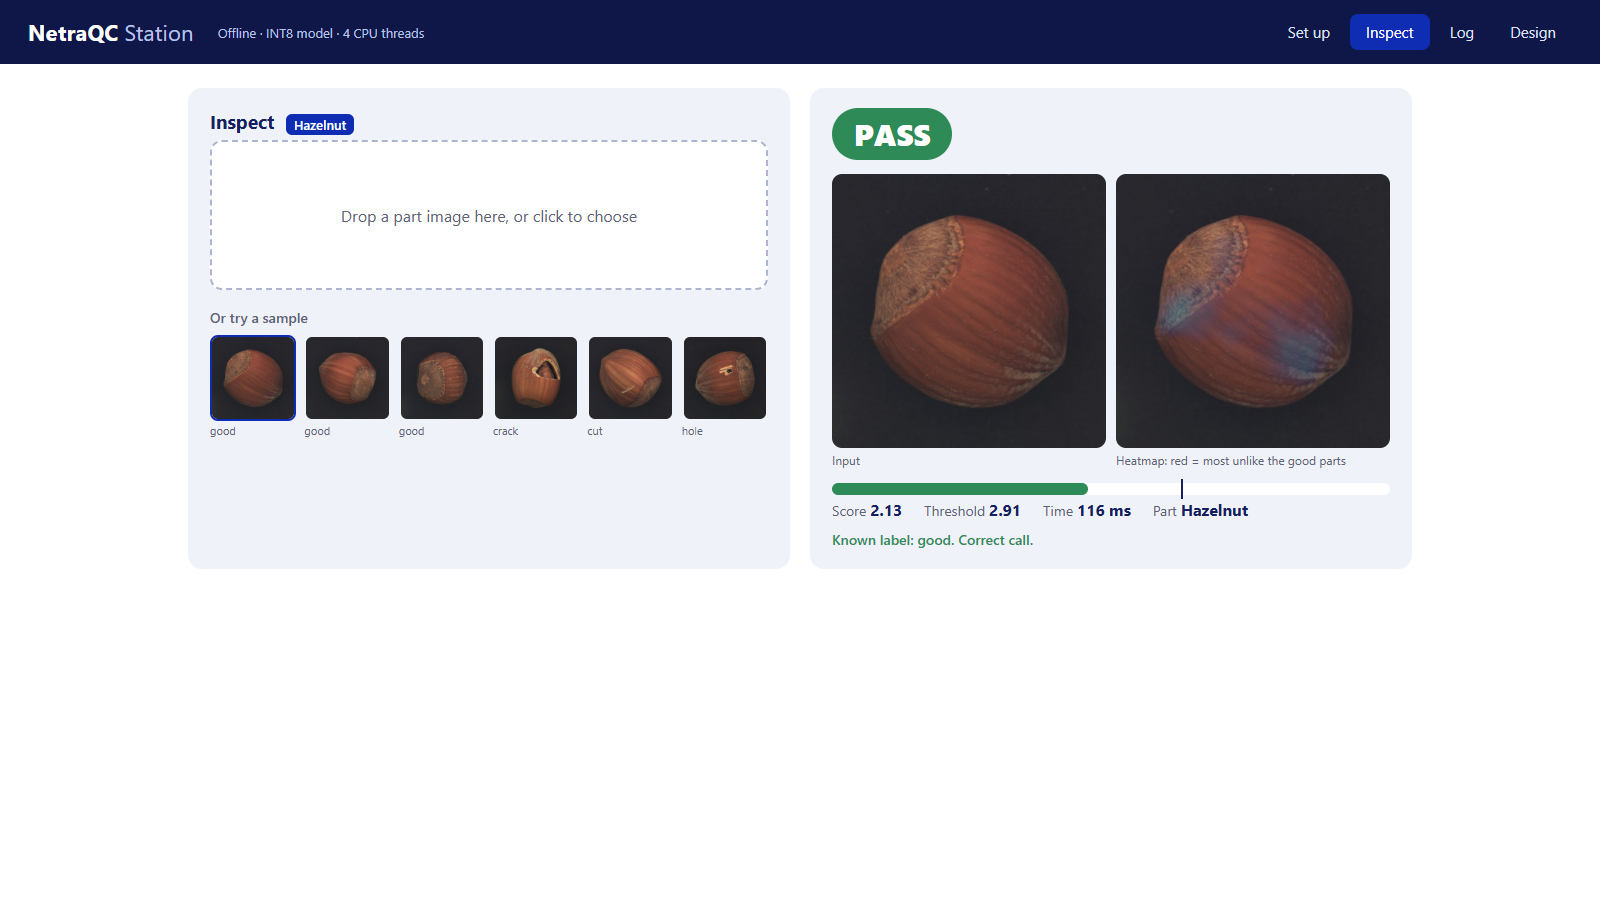 NetraQC Station
Offline · INT8 model · 4 CPU threads
Set up
Inspect
Log
Design
Inspect
Hazelnut
Drop a part image here, or click to choose
Or try a sample
good
good
good
crack
cut
hole
PASS
Input
Heatmap: red = most unlike the good parts
Score 2.13 Threshold 2.91 Time 116 ms Part Hazelnut
Known label: good. Correct call.